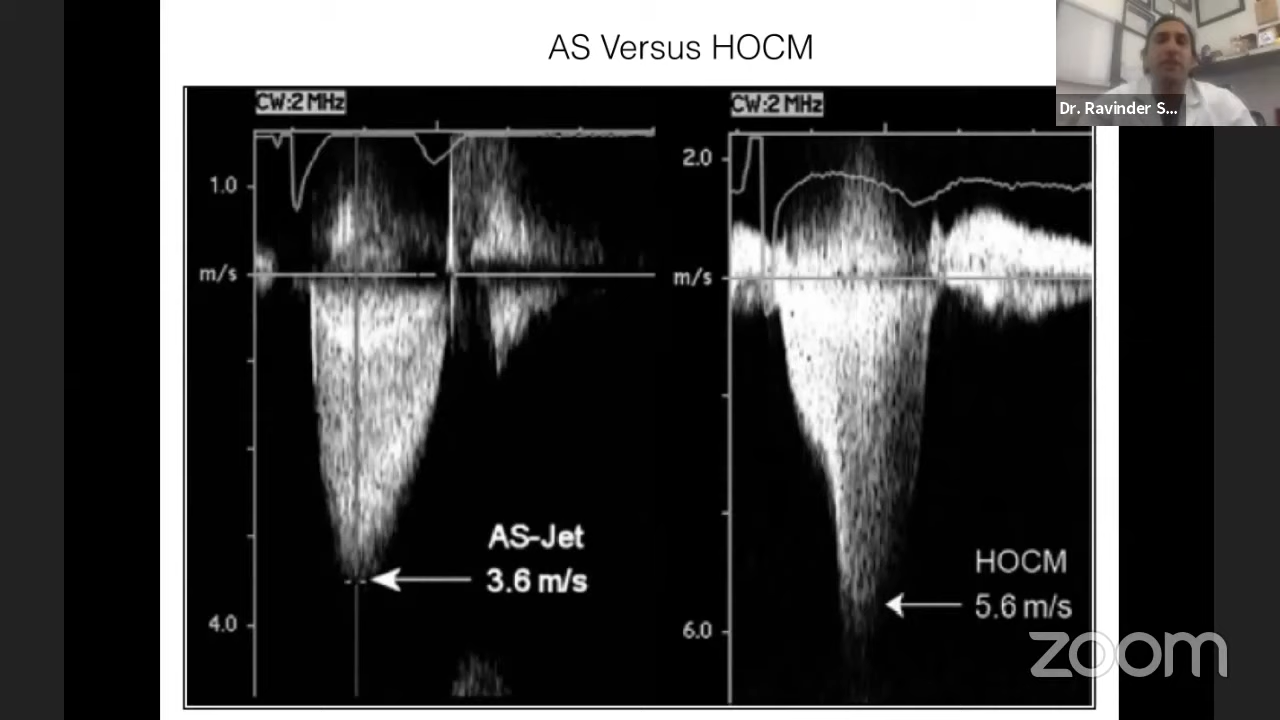 AS Versus HOCM
Dr. Ravinder S...
CW:2 MHz
1.0
m/s
4.0
AS-Jet
3.6 m/s
CW:2 MHz
2.0
m/s
6.0
HOCM
5.6 m/s
zoom